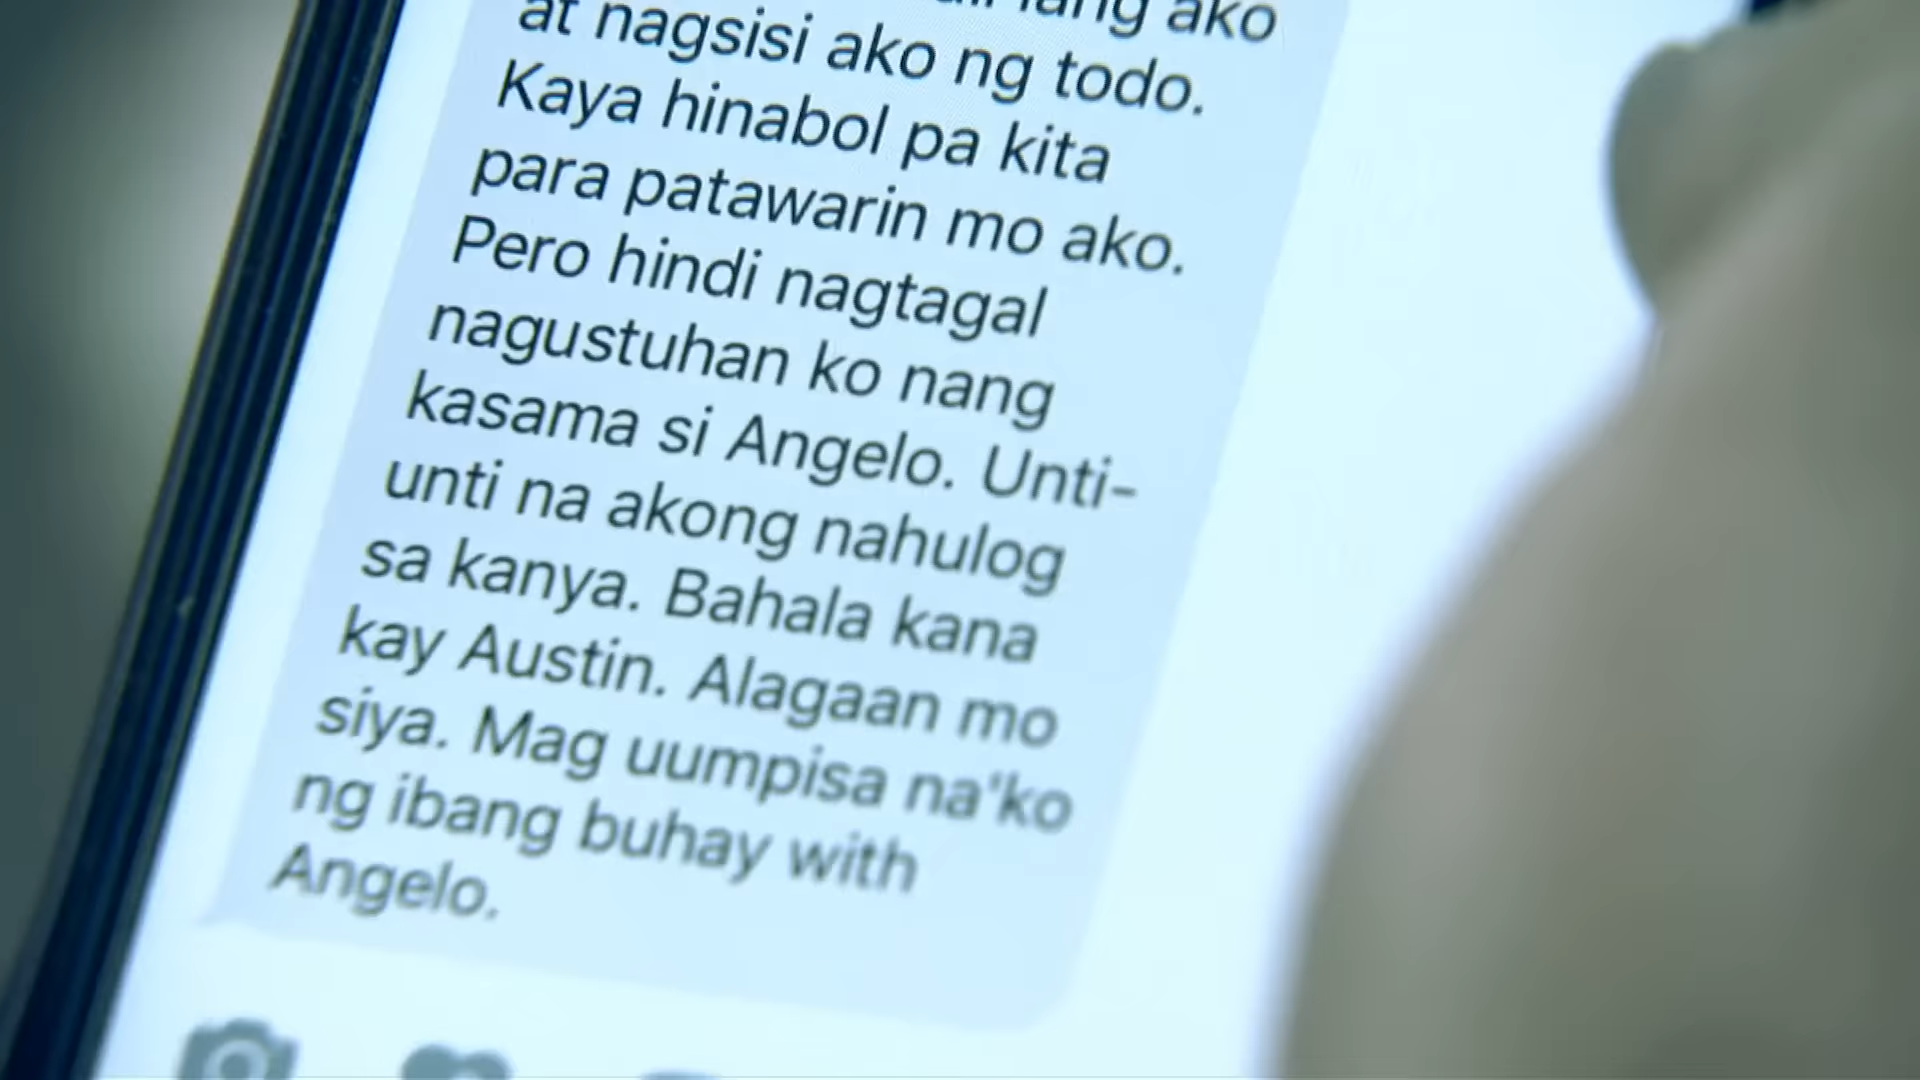 lang ako
at nagsisi ako ng todo.
Kaya hinabol pa kita
para patawarin mo ako.
Pero hindi nagtagal
nagustuhan ko nang
kasama si Angelo. Unti-
unti na akong nahulog
sa kanya. Bahala kana
kay Austin. Alagaan mo
siya. Mag uumpisa na'ko
ng ibang buhay with
Angelo.